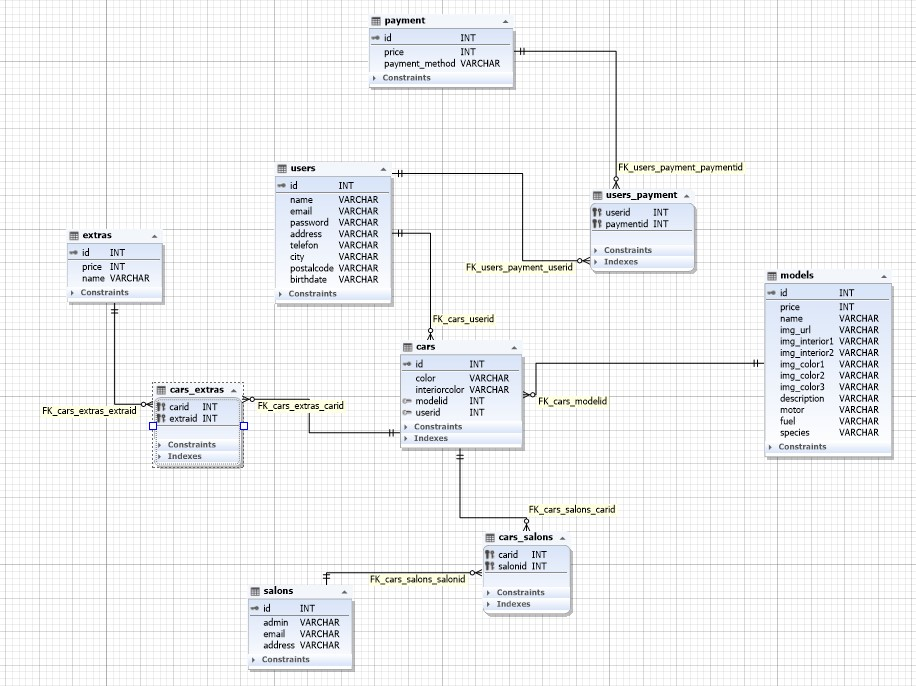 payment
id INT
price INT
payment_method VARCHAR
Constraints
FK_users_payment_paymentid
users
id INT
name VARCHAR
email VARCHAR
password VARCHAR
address VARCHAR
telefon VARCHAR
city VARCHAR
postalcode VARCHAR
birthdate VARCHAR
Constraints
users_payment
userid INT
paymentid INT
Constraints
Indexes
FK_users_payment_userid
extras
id INT
price INT
name VARCHAR
Constraints
models
id INT
price INT
name VARCHAR
img_url VARCHAR
img_interior1 VARCHAR
img_interior2 VARCHAR
img_color1 VARCHAR
img_color2 VARCHAR
img_color3 VARCHAR
description VARCHAR
motor VARCHAR
fuel VARCHAR
species VARCHAR
Constraints
FK_cars_userid
cars
id INT
color VARCHAR
interiorcolor VARCHAR
modelid INT
userid INT
Constraints
Indexes
FK_cars_modelid
cars_extras
carid INT
extraid INT
Constraints
Indexes
FK_cars_extras_extraid
FK_cars_extras_carid
FK_cars_salons_carid
cars_salons
carid INT
salonid INT
Constraints
Indexes
FK_cars_salons_salonid
salons
id INT
admin VARCHAR
email VARCHAR
address VARCHAR
Constraints